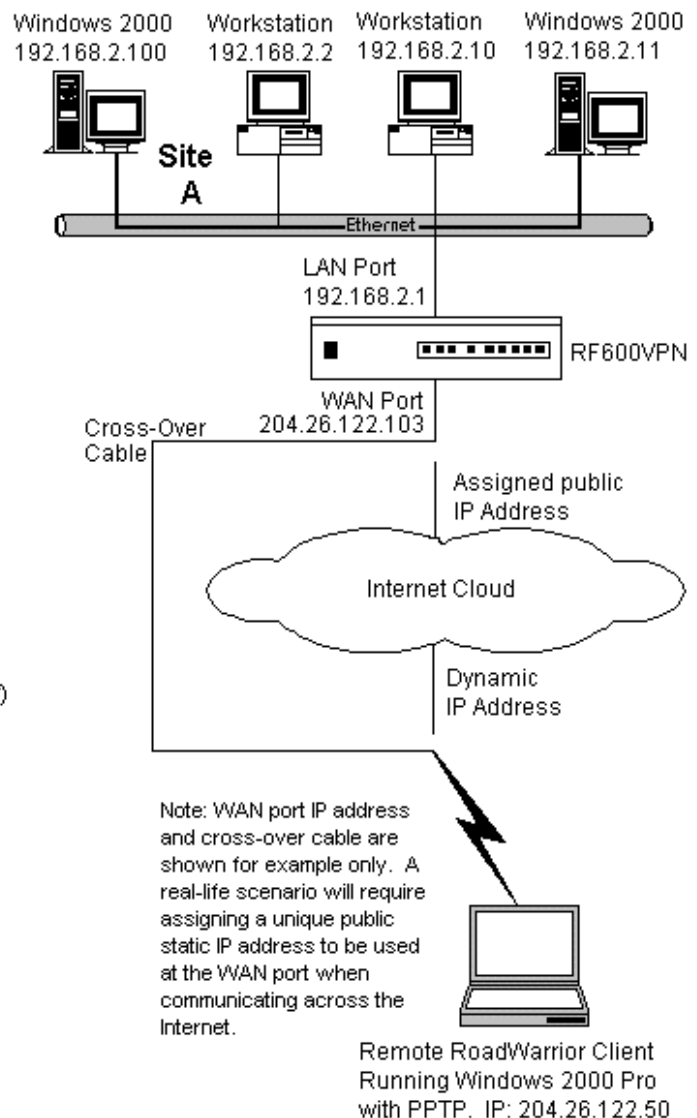 Windows 2000
192.168.2.100
Workstation
192.168.2.2
Workstation
192.168.2.10
Windows 2000
192.168.2.11
Site
A
Ethernet
LAN Port
192.168.2.1
RF600VPN
WAN Port
204.26.122.103
Cross-Over
Cable
Assigned public
IP Address
Internet Cloud
)
Dynamic
IP Address
Note: WAN port IP address
and cross-over cable are
shown for example only. A
real-life scenario will require
assigning a unique public
static IP address to be used
at the WAN port when
communicating across the
Internet.
Remote RoadWarrior Client
Running Windows 2000 Pro
with PPTP. IP: 204.26.122.50